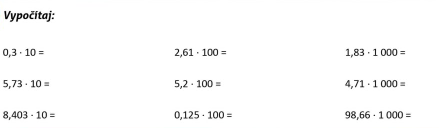 Vypočítaj:
0,3 · 10 = 2,61 · 100 = 1,83 · 1 000 =
5,73 · 10 = 5,2 · 100 = 4,71 · 1 000 =
8,403 · 10 = 0,125 · 100 = 98,66 · 1 000 =